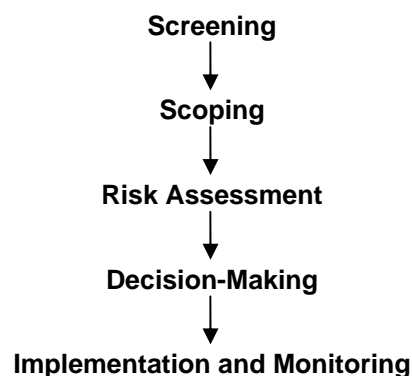 Screening
Scoping
Risk Assessment
Decision-Making
Implementation and Monitoring